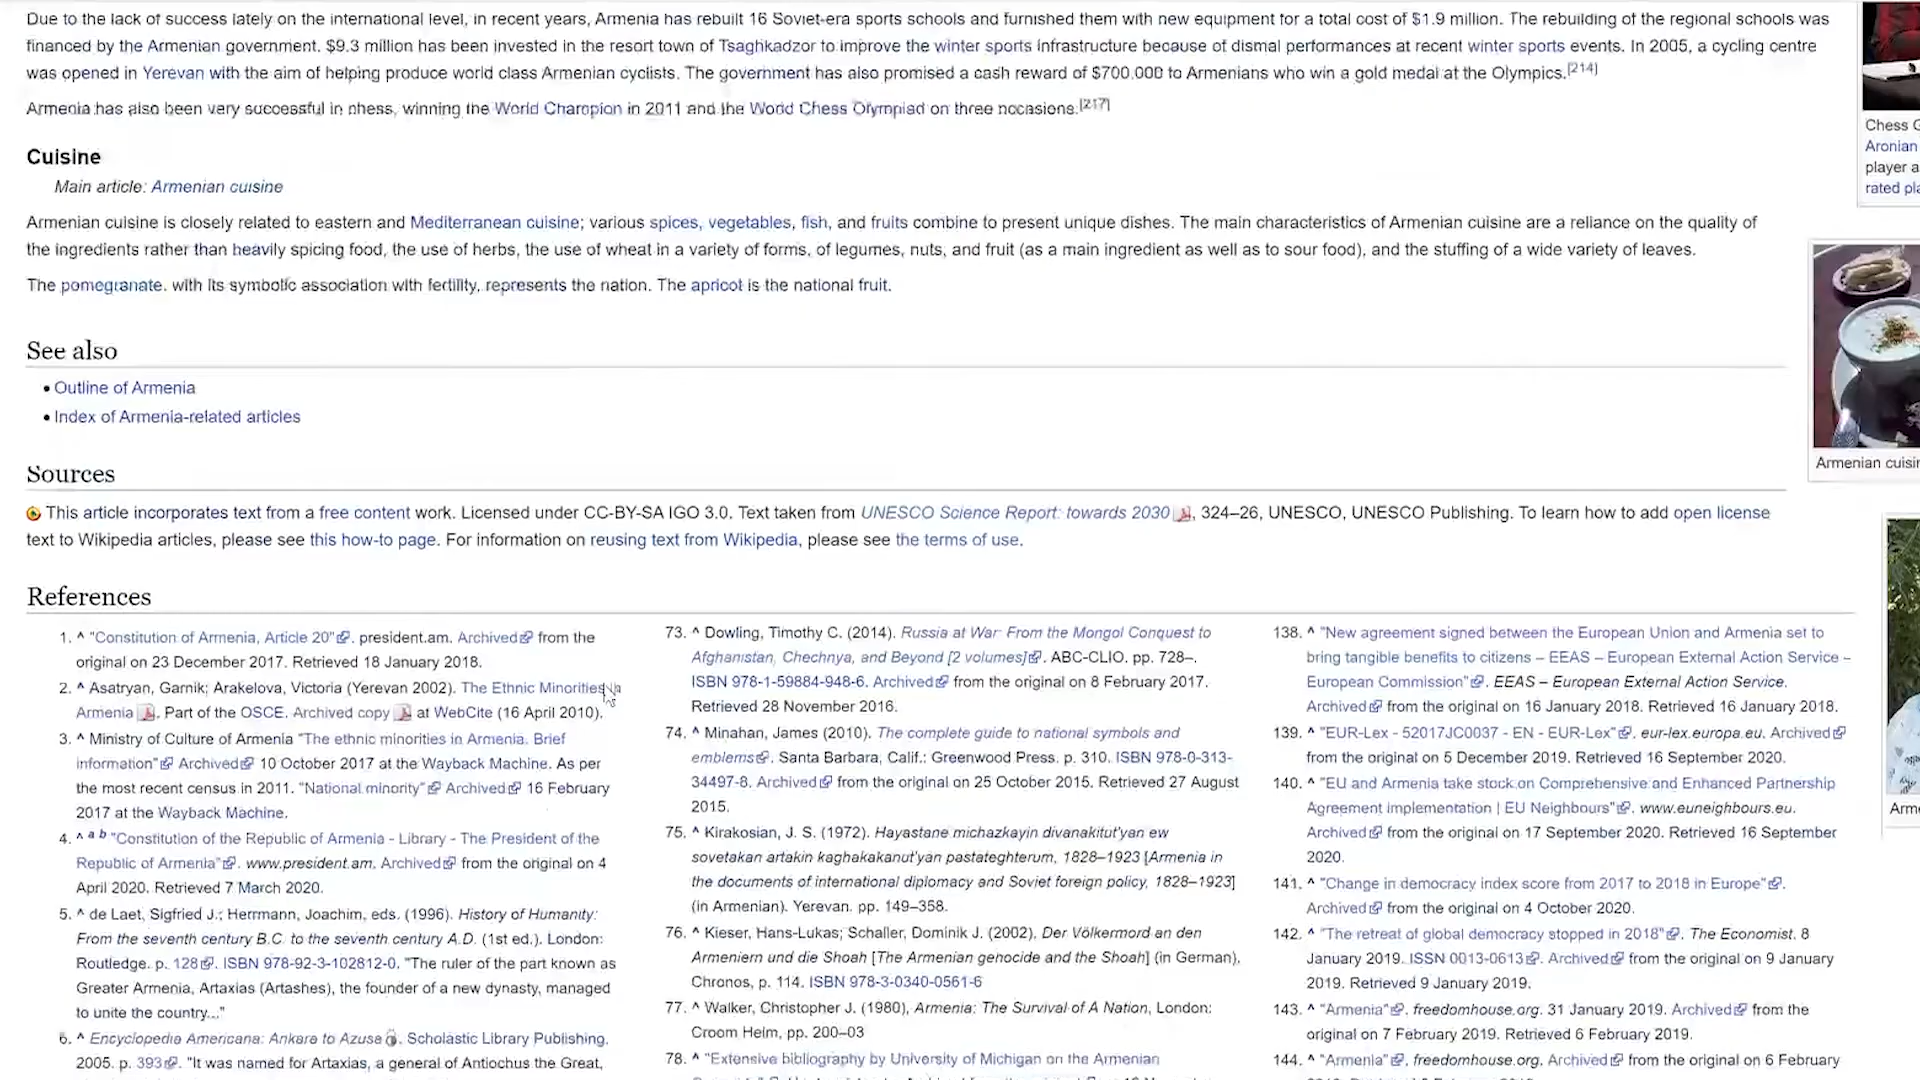 Due to the lack of success lately on the international level, in recent years, Armenia has rebuilt 16 Soviet-era sports schools and furnished them with new equipment for a total cost of $1.9 million. The rebuilding of the regional schools was
financed by the Armenian government. $9.3 million has been invested in the resort town of Tsaghkadzor to improve the winter sports infrastructure because of dismal performances at recent winter sports events. In 2005, a cycling centre
was opened in Yerevan with the aim of helping produce world class Armenian cyclists. The government has also promised a cash reward of $700,000 to Armenians who win a gold medal at the Olympics.[214]
Armenia has also been very successful in chess, winning the World Champion in 2011 and the World Chess Olympiad on three occasions.[217]
Chess G
Aronian
player a
rated pla
Cuisine
Main article: Armenian cuisine
Armenian cuisine is closely related to eastern and Mediterranean cuisine; various spices, vegetables, fish, and fruits combine to present unique dishes. The main characteristics of Armenian cuisine are a reliance on the quality of
the ingredients rather than heavily spicing food, the use of herbs, the use of wheat in a variety of forms, of legumes, nuts, and fruit (as a main ingredient as well as to sour food), and the stuffing of a wide variety of leaves.
The pomegranate, with its symbolic association with fertility, represents the nation. The apricot is the national fruit.
Armenian cuisin
See also
• Outline of Armenia
• Index of Armenia-related articles
Sources
This article incorporates text from a free content work. Licensed under CC-BY-SA IGO 3.0. Text taken from UNESCO Science Report: towards 2030, 324–26, UNESCO, UNESCO Publishing. To learn how to add open license
text to Wikipedia articles, please see this how-to page. For information on reusing text from Wikipedia, please see the terms of use.
Arme
References
1. ^ "Constitution of Armenia, Article 20". president.am. Archived from the
original on 23 December 2017. Retrieved 18 January 2018.
2. ^ Asatryan, Garnik; Arakelova, Victoria (Yerevan 2002). The Ethnic Minorities in
Armenia. Part of the OSCE. Archived copy at WebCite (16 April 2010).
3. ^ Ministry of Culture of Armenia "The ethnic minorities in Armenia. Brief
information" Archived 10 October 2017 at the Wayback Machine. As per
the most recent census in 2011. "National minority" Archived 16 February
2017 at the Wayback Machine.
4. ^ a b "Constitution of the Republic of Armenia - Library - The President of the
Republic of Armenia". www.president.am. Archived from the original on 4
April 2020. Retrieved 7 March 2020.
5. ^ de Laet, Sigfried J.; Herrmann, Joachim, eds. (1996). History of Humanity:
From the seventh century B.C. to the seventh century A.D. (1st ed.). London:
Routledge. p. 128. ISBN 978-92-3-102812-0. "The ruler of the part known as
Greater Armenia, Artaxias (Artashes), the founder of a new dynasty, managed
to unite the country..."
6. ^ Encyclopedia Americana: Ankara to Azusa. Scholastic Library Publishing.
2005. p. 393. "It was named for Artaxias, a general of Antiochus the Great,
73. ^ Dowling, Timothy C. (2014). Russia at War: From the Mongol Conquest to
Afghanistan, Chechnya, and Beyond [2 volumes]. ABC-CLIO. pp. 728–.
ISBN 978-1-59884-948-6. Archived from the original on 8 February 2017.
Retrieved 28 November 2016.
74. ^ Minahan, James (2010). The complete guide to national symbols and
emblems. Santa Barbara, Calif.: Greenwood Press. p. 310. ISBN 978-0-313-
34497-8. Archived from the original on 25 October 2015. Retrieved 27 August
2015.
75. ^ Kirakosian, J. S. (1972). Hayastane michazkayin divanakitut'yan ew
sovetakan artakin kaghakakanut'yan pastateghterum, 1828–1923 [Armenia in
the documents of international diplomacy and Soviet foreign policy, 1828–1923]
(in Armenian). Yerevan. pp. 149–358.
76. ^ Kieser, Hans-Lukas; Schaller, Dominik J. (2002). Der Völkermord an den
Armeniern und die Shoah [The Armenian genocide and the Shoah] (in German),
Chronos, p. 114. ISBN 978-3-0340-0561-6
77. ^ Walker, Christopher J. (1980), Armenia: The Survival of A Nation, London:
Croom Helm, pp. 200–03
78. ^ "Extensive bibliography by University of Michigan on the Armenian
138. ^ "New agreement signed between the European Union and Armenia set to
bring tangible benefits to citizens – EEAS – European External Action Service –
European Commission". EEAS – European External Action Service.
Archived from the original on 16 January 2018. Retrieved 16 January 2018.
139. ^ "EUR-Lex - 52017JC0037 - EN - EUR-Lex". eur-lex.europa.eu. Archived
from the original on 5 December 2019. Retrieved 16 September 2020.
140. ^ "EU and Armenia take stock on Comprehensive and Enhanced Partnership
Agreement implementation | EU Neighbours". www.euneighbours.eu.
Archived from the original on 17 September 2020. Retrieved 16 September
2020.
141. ^ "Change in democracy index score from 2017 to 2018 in Europe".
Archived from the original on 4 October 2020.
142. ^ "The retreat of global democracy stopped in 2018". The Economist. 8
January 2019. ISSN 0013-0613. Archived from the original on 9 January
2019. Retrieved 9 January 2019.
143. ^ "Armenia". freedomhouse.org. 31 January 2019. Archived from the
original on 7 February 2019. Retrieved 6 February 2019.
144. ^ "Armenia". freedomhouse.org. Archived from the original on 6 February